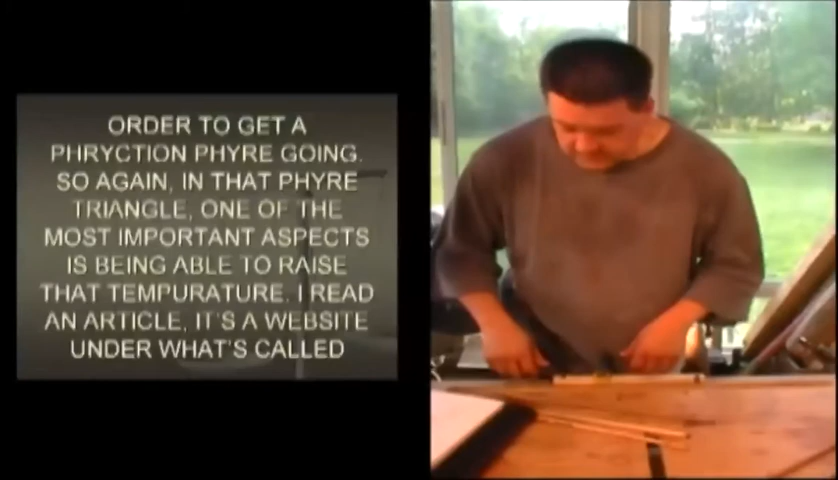 ORDER TO GET A
PHRYCTION PHYRE GOING.
SO AGAIN, IN THAT PHYRE
TRIANGLE, ONE OF THE
MOST IMPORTANT ASPECTS
IS BEING ABLE TO RAISE
THAT TEMPURATURE. I READ
AN ARTICLE, IT'S A WEBSITE
UNDER WHAT'S CALLED